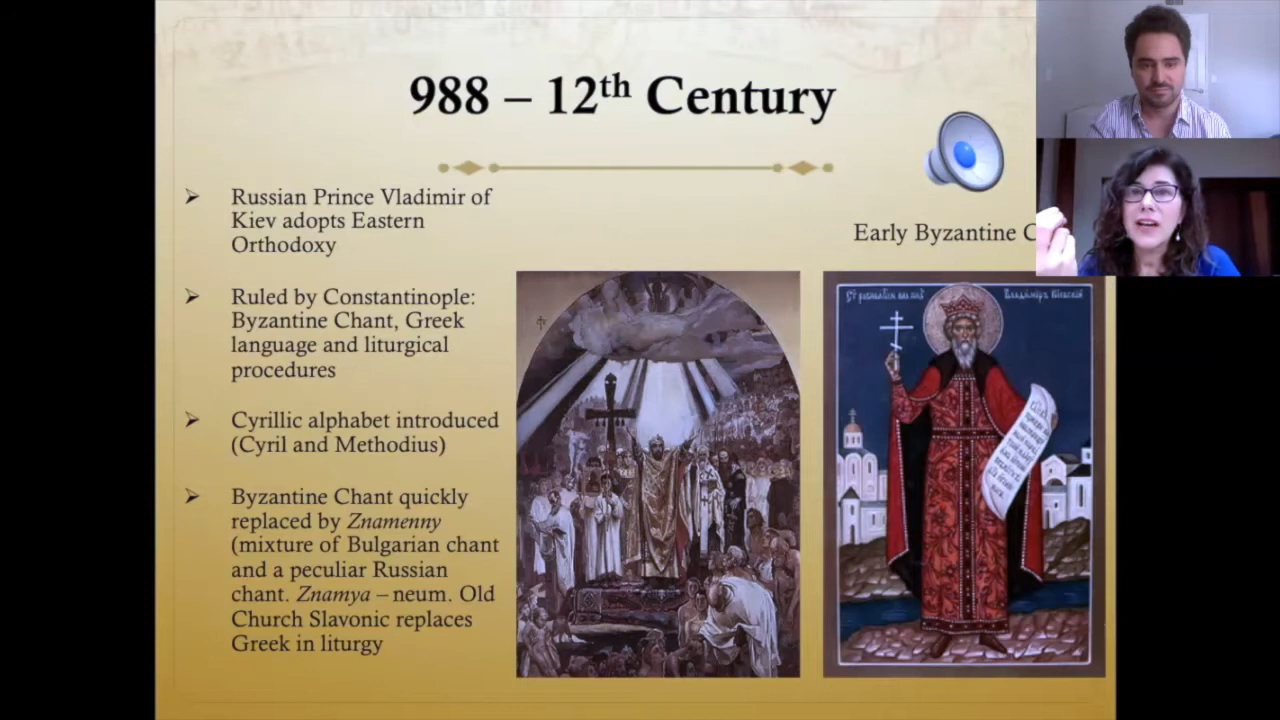 988 – 12th Century
➢ Russian Prince Vladimir of
Kiev adopts Eastern
Orthodoxy
➢ Ruled by Constantinople:
Byzantine Chant, Greek
language and liturgical
procedures
➢ Cyrillic alphabet introduced
(Cyril and Methodius)
➢ Byzantine Chant quickly
replaced by Znamenny
(mixture of Bulgarian chant
and a peculiar Russian
chant. Znamya – neum. Old
Church Slavonic replaces
Greek in liturgy
Early Byzantine